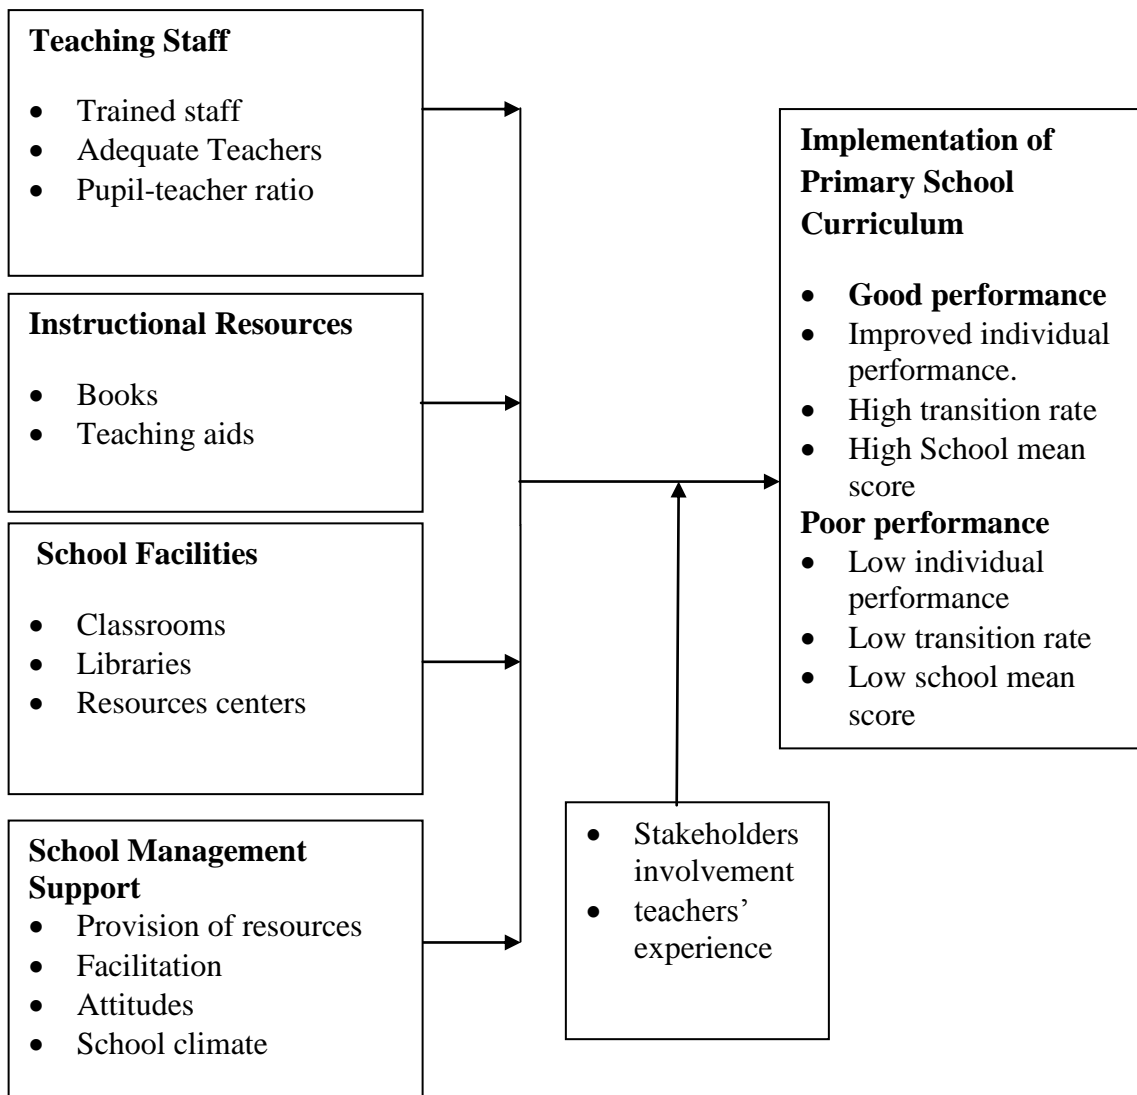 Teaching Staff
• Trained staff
• Adequate Teachers
• Pupil-teacher ratio
Instructional Resources
• Books
• Teaching aids
School Facilities
• Classrooms
• Libraries
• Resources centers
School Management
Support
• Provision of resources
• Facilitation
• Attitudes
• School climate
• Stakeholders
involvement
• teachers’
experience
Implementation of
Primary School
Curriculum
• Good performance
• Improved individual
performance.
• High transition rate
• High School mean
score
Poor performance
• Low individual
performance
• Low transition rate
• Low school mean
score